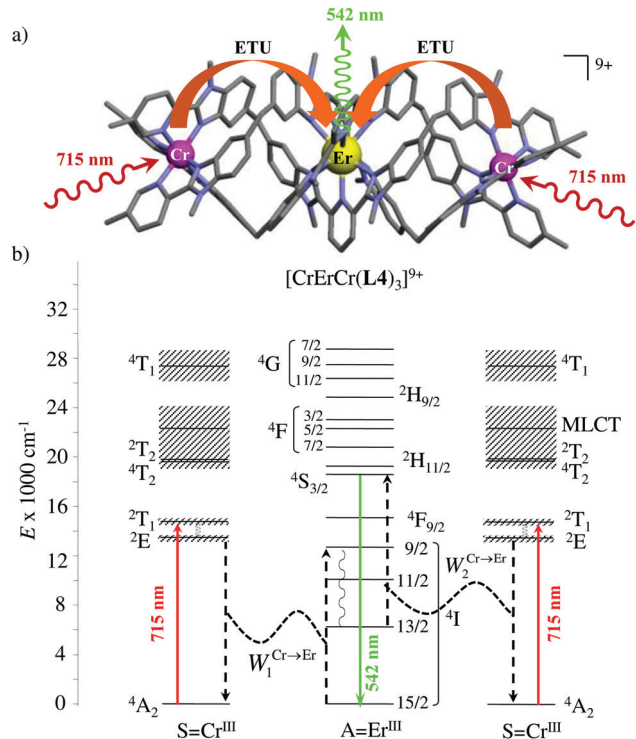 a)
542 nm
ETU
ETU
9+
715 nm
Cr
Er
Cr
715 nm
b)
[CrErCr(L4)₃]⁹⁺
E x 1000 cm⁻¹
32
28
24
20
16
12
8
4
0
⁴T₁
²T₂
⁴T₂
²T₁
²E
⁴A₂
715 nm
S=Crᴵᴵᴵ
W₁ᶜʳ→ᴱʳ
⁴G
7/2
9/2
11/2
²H₉/₂
⁴F
3/2
5/2
7/2
²H₁₁/₂
⁴S₃/₂
⁴F₉/₂
9/2
11/2
13/2
15/2
⁴I
542 nm
A=Erᴵᴵᴵ
W₂ᶜʳ→ᴱʳ
⁴T₁
MLCT
²T₂
⁴T₂
²T₁
²E
715 nm
⁴A₂
S=Crᴵᴵᴵ